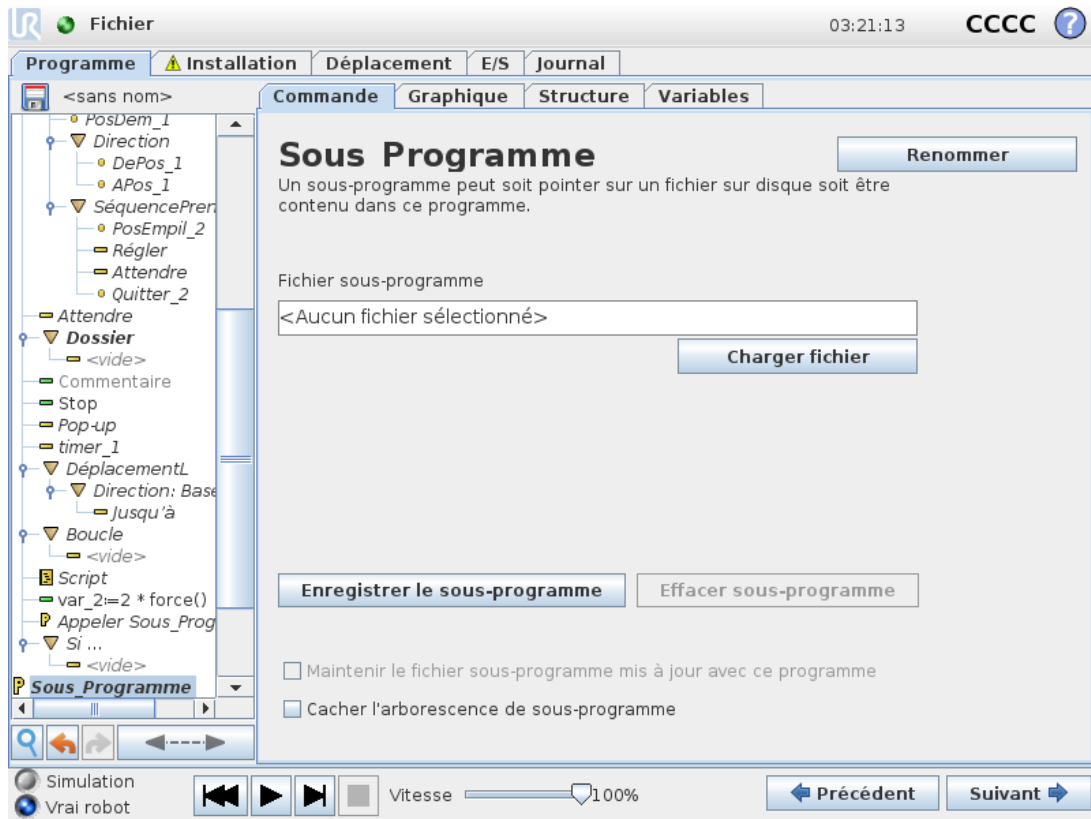 UR Fichier 03:21:13 CCCC ?
Programme Installation Déplacement E/S Journal
<sans nom>
PosDem_1
Direction
DePos_1
APos_1
SéquencePren
PosEmpil_2
Régler
Attendre
Quitter_2
Attendre
Dossier
<vide>
Commentaire
Stop
Pop-up
timer_1
DéplacementL
Direction: Base
Jusqu'à
Boucle
<vide>
Script
var_2:=2 * force()
P Appeler Sous_Prog
Si ...
<vide>
P Sous_Programme
Commande Graphique Structure Variables
Sous Programme
Renommer
Un sous-programme peut soit pointer sur un fichier sur disque soit être
contenu dans ce programme.
Fichier sous-programme
<Aucun fichier sélectionné>
Charger fichier
Enregistrer le sous-programme Effacer sous-programme
Maintenir le fichier sous-programme mis à jour avec ce programme
Cacher l'arborescence de sous-programme
Simulation
Vrai robot
Vitesse 100%
Précédent Suivant